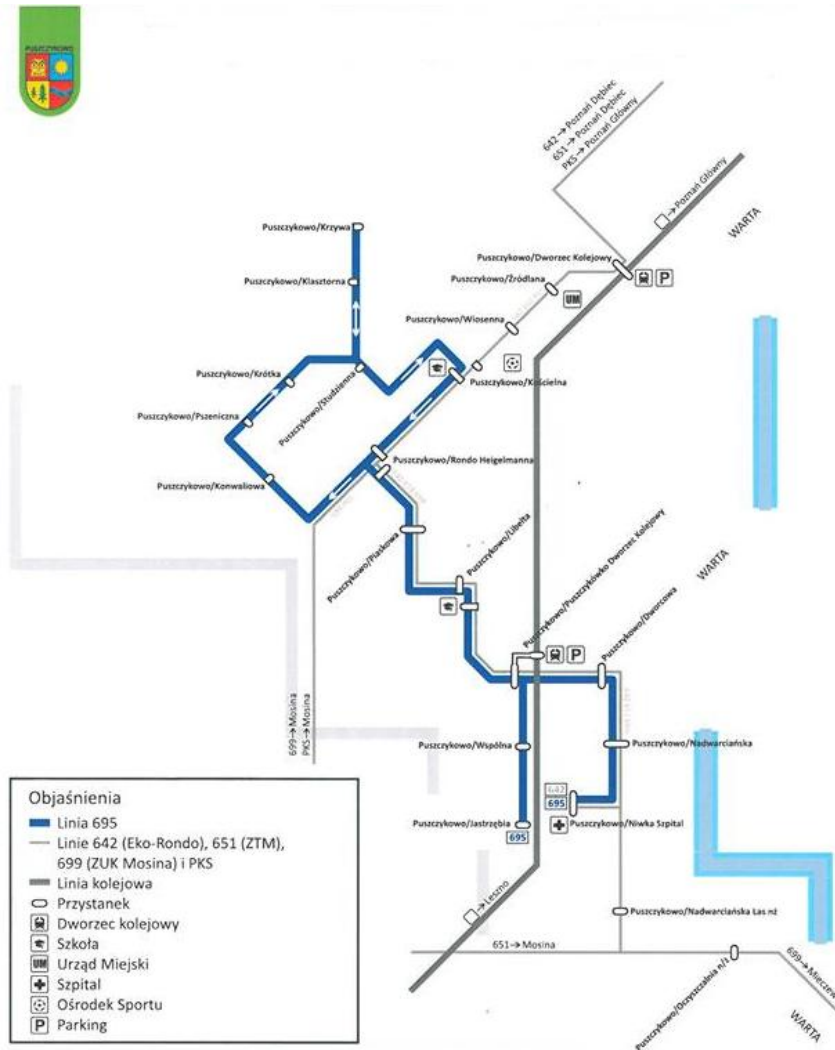 PUSZCZYKOWO
642→Poznań Dębiec
651→Poznań Dębiec
PKS→Poznań Główny
→Poznań Główny
WARTA
Puszczykowo/Krzywa
Puszczykowo/Dworzec Kolejowy
P
Puszczykowo/Klasztorna
Puszczykowo/Źródlana
UM
Puszczykowo/Wiosenna
Puszczykowo/Krótka
Puszczykowo/Studzienna
Puszczykowo/Kościelna
Puszczykowo/Pszeniczna
Puszczykowo/Rondo Heigelmanna
Puszczykowo/Konwaliowa
Puszczykowo/Piaskowa
Puszczykowo/Libelta
Puszczykowo/Puszczykówko Dworzec Kolejowy
WARTA
Puszczykowo/Dworcowa
P
699→Mosina
PKS→Mosina
Puszczykowo/Wspólna
Puszczykowo/Nadwarciańska
642
695
Puszczykowo/Jastrzębia
695
Puszczykowo/Niwka Szpital
→Leszno
Puszczykowo/Nadwarciańska Las nż
651→Mosina
Puszczykowo/Oczyszczalnia n/ż
WARTA
Objaśnienia
Linia 695
Linie 642 (Eko-Rondo), 651 (ZTM),
699 (ZUK Mosina) i PKS
Linia kolejowa
Przystanek
Dworzec kolejowy
Szkoła
UM Urząd Miejski
Szpital
Ośrodek Sportu
P Parking